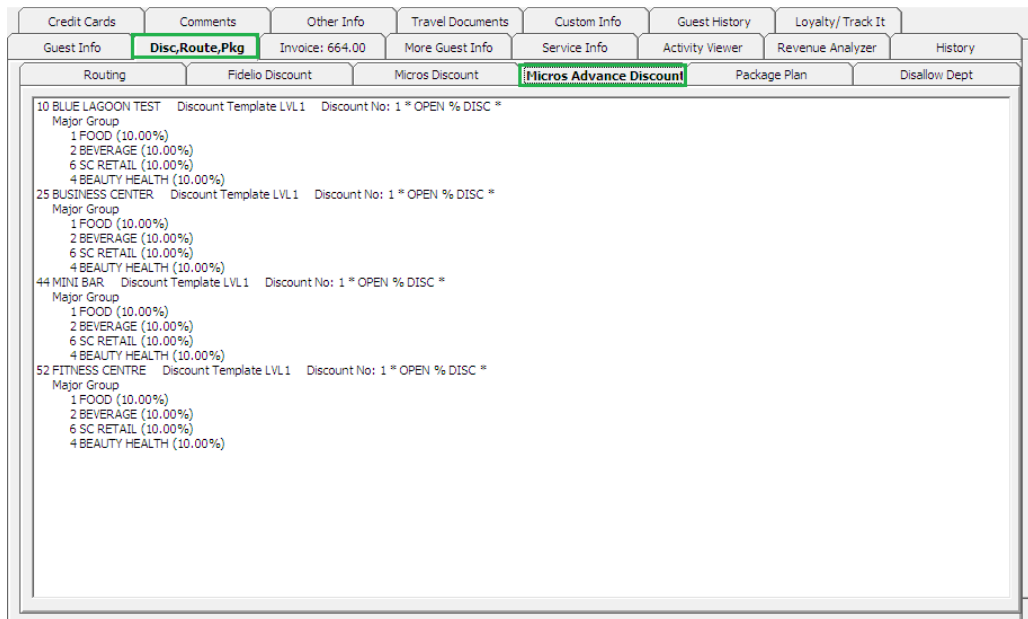 Credit Cards Comments Other Info Travel Documents Custom Info Guest History Loyalty/ Track It
Guest Info Disc,Route,Pkg Invoice: 664.00 More Guest Info Service Info Activity Viewer Revenue Analyzer History
Routing Fidelio Discount Micros Discount Micros Advance Discount Package Plan Disallow Dept
10 BLUE LAGOON TEST Discount Template LVL1 Discount No: 1 * OPEN % DISC *
Major Group
1 FOOD (10.00%)
2 BEVERAGE (10.00%)
6 SC RETAIL (10.00%)
4 BEAUTY HEALTH (10.00%)
25 BUSINESS CENTER Discount Template LVL1 Discount No: 1 * OPEN % DISC *
Major Group
1 FOOD (10.00%)
2 BEVERAGE (10.00%)
6 SC RETAIL (10.00%)
4 BEAUTY HEALTH (10.00%)
44 MINI BAR Discount Template LVL1 Discount No: 1 * OPEN % DISC *
Major Group
1 FOOD (10.00%)
2 BEVERAGE (10.00%)
6 SC RETAIL (10.00%)
4 BEAUTY HEALTH (10.00%)
52 FITNESS CENTRE Discount Template LVL1 Discount No: 1 * OPEN % DISC *
Major Group
1 FOOD (10.00%)
2 BEVERAGE (10.00%)
6 SC RETAIL (10.00%)
4 BEAUTY HEALTH (10.00%)